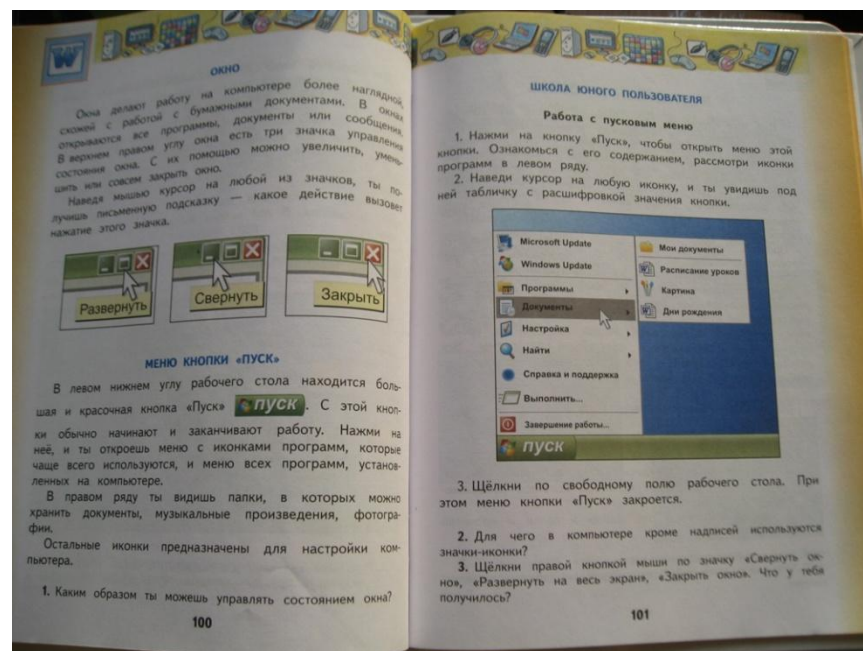 ОКНО
Окна делают работу на компьютере более наглядной,
схожей с работой с бумажными документами. В окнах
открываются все программы, документы или сообщения.
В верхнем правом углу окна есть три значка управления
состояния окна. С их помощью можно увеличить, умень-
шить или совсем закрыть окно.
Наведя мышью курсор на любой из значков, ты по-
лучишь письменную подсказку — какое действие вызовет
нажатие этого значка.
Развернуть
Свернуть
Закрыть
МЕНЮ КНОПКИ «ПУСК»
В левом нижнем углу рабочего стола находится боль-
шая и красочная кнопка «Пуск» пуск. С этой кноп-
ки обычно начинают и заканчивают работу. Нажми на
неё, и ты откроешь меню с иконками программ, которые
чаще всего используются, и меню всех программ, установ-
ленных на компьютере.
В правом ряду ты видишь папки, в которых можно
хранить документы, музыкальные произведения, фотогра-
фии.
Остальные иконки предназначены для настройки ком-
пьютера.
1. Каким образом ты можешь управлять состоянием окна?
100
ШКОЛА ЮНОГО ПОЛЬЗОВАТЕЛЯ
Работа с пусковым меню
1. Нажми на кнопку «Пуск», чтобы открыть меню этой
кнопки. Ознакомься с его содержанием, рассмотри иконки
программ в левом ряду.
2. Наведи курсор на любую иконку, и ты увидишь под
ней табличку с расшифровкой значения кнопки.
Microsoft Update
Windows Update
Программы
Документы
Настройка
Найти
Справка и поддержка
Выполнить...
Завершение работы...
пуск
Мои документы
Расписание уроков
Картина
Дни рождения
3. Щёлкни по свободному полю рабочего стола. При
этом меню кнопки «Пуск» закроется.
2. Для чего в компьютере кроме надписей используются
значки-иконки?
3. Щёлкни правой кнопкой мыши по значку «Свернуть ок-
но», «Развернуть на весь экран», «Закрыть окно». Что у тебя
получилось?
101